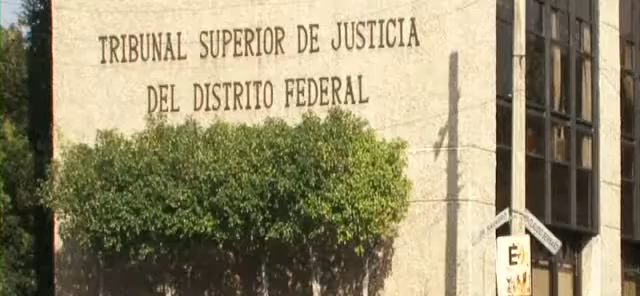 TRIBUNAL SUPERIOR DE JUSTICIA
DEL DISTRITO FEDERAL
E